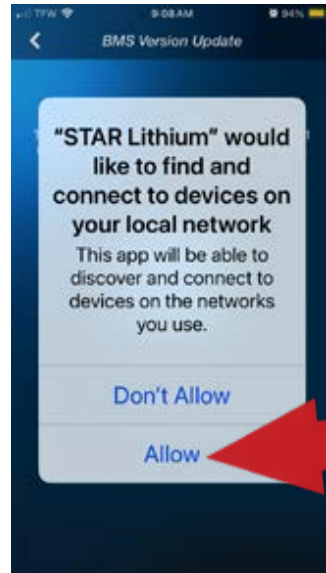 TFW 9:08 AM 94%
BMS Version Update
“STAR Lithium” would
like to find and
connect to devices on
your local network
This app will be able to
discover and connect to
devices on the networks
you use.
Don’t Allow
Allow